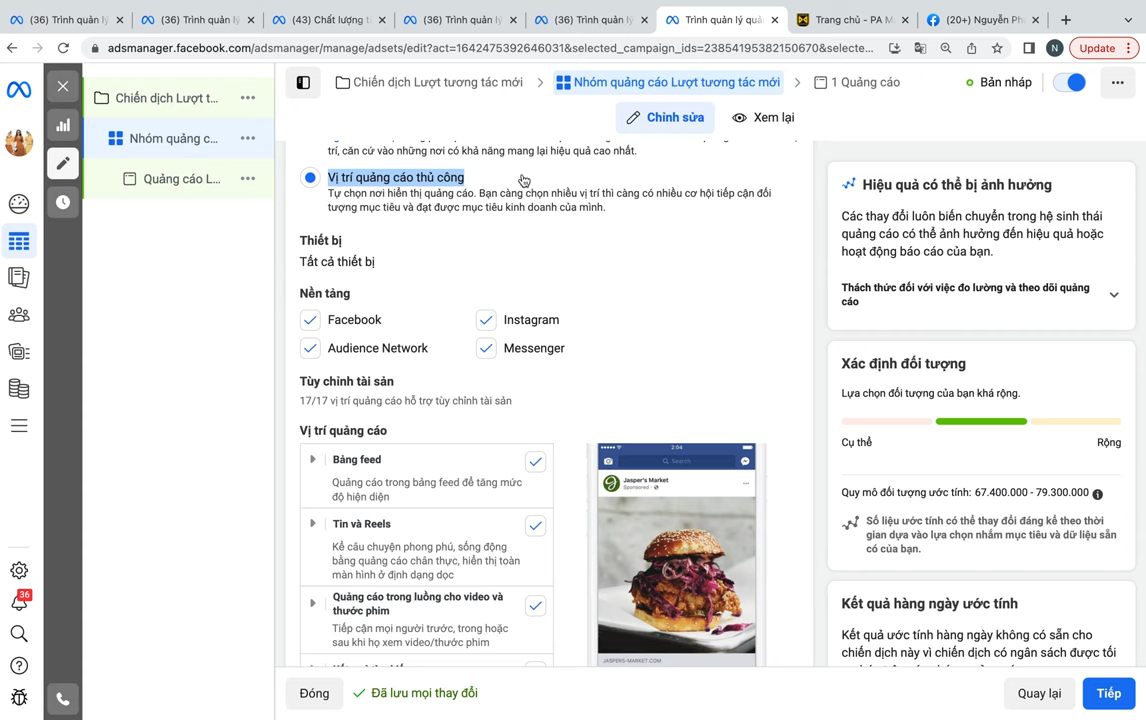 (36) Trình quản lý
(36) Trình quản lý
(43) Chất lượng t
(36) Trình quản lý
(36) Trình quản lý
Trình quản lý qu
Trang chủ - PA M
(20+) Nguyễn Ph
adsmanager.facebook.com/adsmanager/manage/adsets/edit?act=1642475392646031&selected_campaign_ids=23854195382150670&selecte...
N
Update
Chiến dịch Lượt t...
Nhóm quảng c...
Quảng cáo L...
36
Chiến dịch Lượt tương tác mới
Nhóm quảng cáo Lượt tương tác mới
1 Quảng cáo
Bản nháp
Chỉnh sửa
Xem lại
trí, căn cứ vào những nơi có khả năng mang lại hiệu quả cao nhất.
Vị trí quảng cáo thủ công
Tự chọn nơi hiển thị quảng cáo. Bạn càng chọn nhiều vị trí thì càng có nhiều cơ hội tiếp cận đối
tượng mục tiêu và đạt được mục tiêu kinh doanh của mình.
Thiết bị
Tất cả thiết bị
Nền tảng
Facebook
Instagram
Audience Network
Messenger
Tùy chỉnh tài sản
17/17 vị trí quảng cáo hỗ trợ tùy chỉnh tài sản
Vị trí quảng cáo
Bảng feed
Quảng cáo trong bảng feed để tăng mức
độ hiện diện
Tin và Reels
Kể câu chuyện phong phú, sống động
bằng quảng cáo chân thực, hiển thị toàn
màn hình ở định dạng dọc
Quảng cáo trong luồng cho video và
thước phim
Tiếp cận mọi người trước, trong hoặc
sau khi họ xem video/thước phim
2:04
Search
Jasper's Market
Sponsored
JASPERS-MARKET.COM
Hiệu quả có thể bị ảnh hưởng
Các thay đổi luôn biến chuyển trong hệ sinh thái
quảng cáo có thể ảnh hưởng đến hiệu quả hoặc
hoạt động báo cáo của bạn.
Thách thức đối với việc đo lường và theo dõi quảng
cáo
Xác định đối tượng
Lựa chọn đối tượng của bạn khá rộng.
Cụ thể
Rộng
Quy mô đối tượng ước tính: 67.400.000 - 79.300.000
Số liệu ước tính có thể thay đổi đáng kể theo thời
gian dựa vào lựa chọn nhắm mục tiêu và dữ liệu sẵn
có của bạn.
Kết quả hàng ngày ước tính
Kết quả ước tính hàng ngày không có sẵn cho
chiến dịch này vì chiến dịch có ngân sách được tối
Đóng
Đã lưu mọi thay đổi
Quay lại
Tiếp